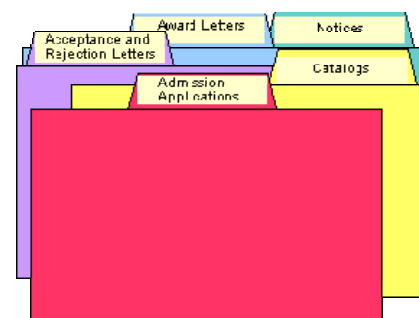 Award Letters
Notices
Acceptance and
Rejection Letters
Catalogs
Admission
Applications